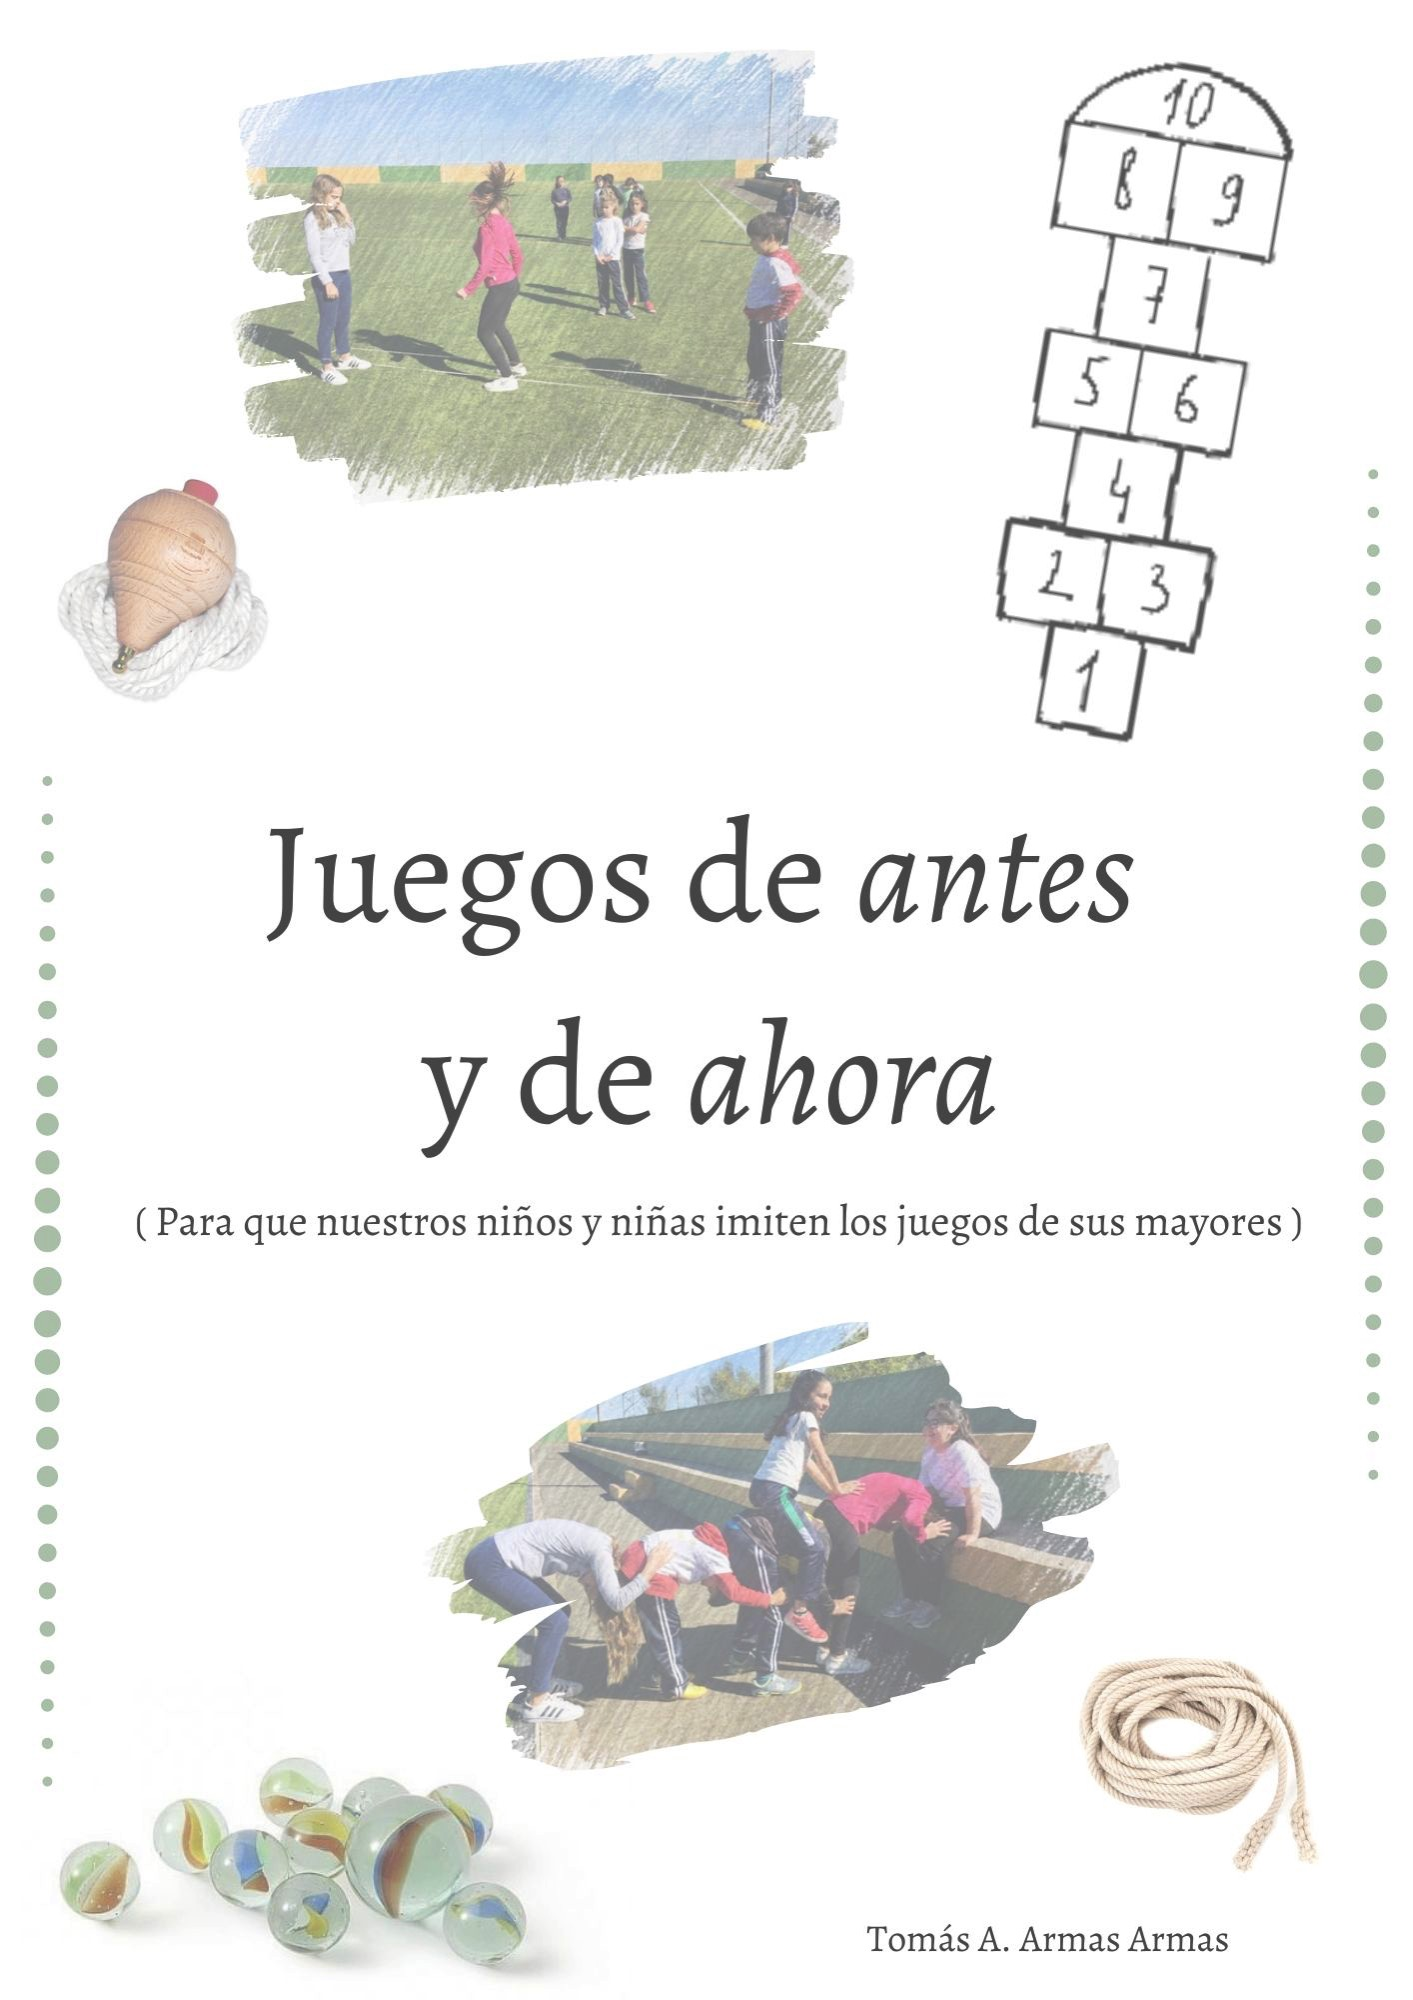 10
8 9
7
5 6
4
2 3
1
Juegos de antes
y de ahora
( Para que nuestros niños y niñas imiten los juegos de sus mayores )
Tomás A. Armas Armas